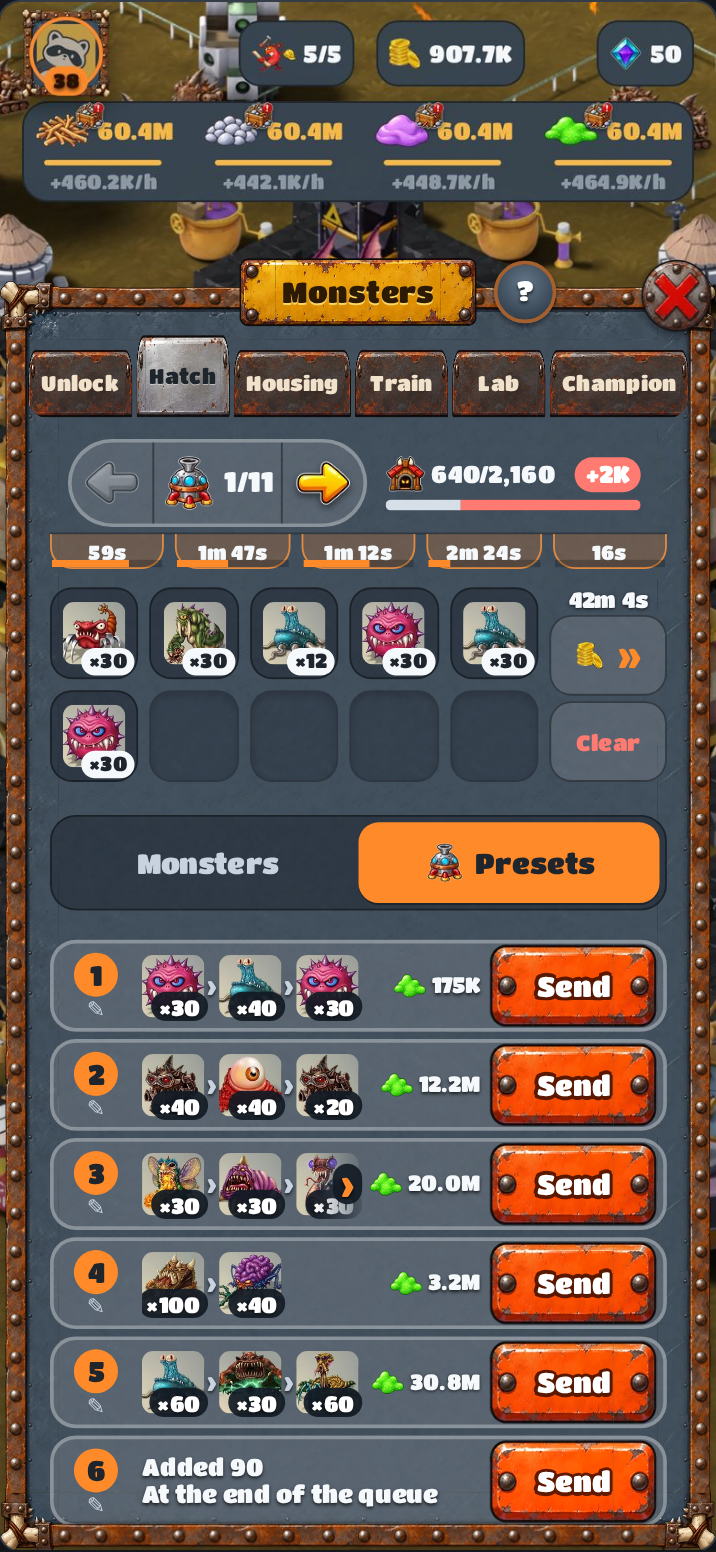 38
5/5
907.7K
50
60.4M
60.4M
60.4M
60.4M
+460.2K/h
+442.1K/h
+448.7K/h
+464.9K/h
Monsters
?
Unlock
Hatch
Housing
Train
Lab
Champion
1/11
640/2,160
+2K
59s
1m 47s
1m 12s
2m 24s
16s
×30
×30
×12
×30
×30
42m 4s
×30
Clear
Monsters
Presets
1
×30
×40
×30
175K
Send
2
×40
×40
×20
12.2M
Send
3
×30
×30
×30
20.0M
Send
4
×100
×40
3.2M
Send
5
×60
×30
×60
30.8M
Send
6
Added 90
At the end of the queue
Send